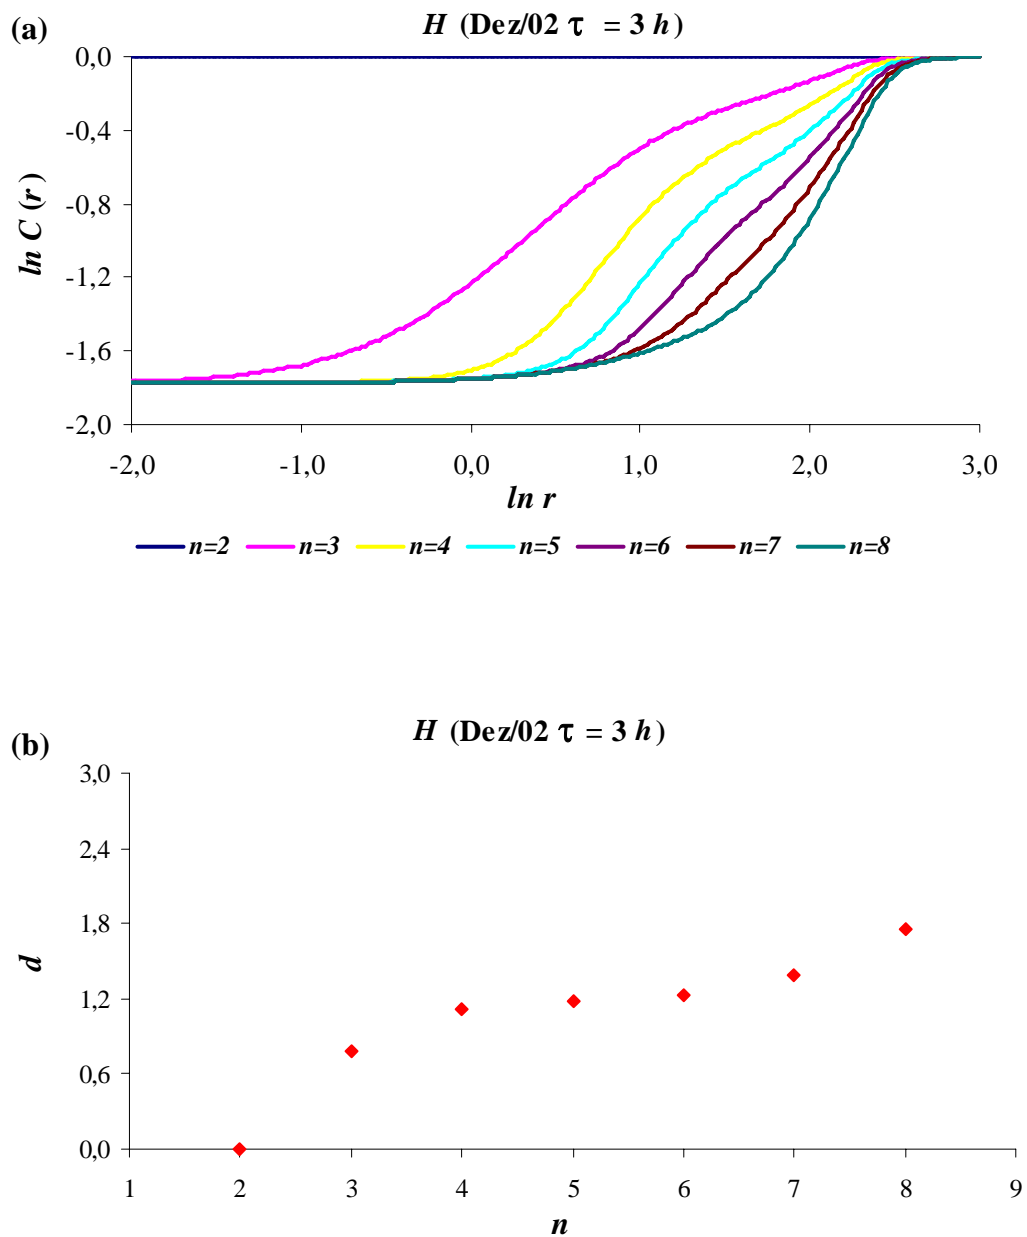 (a)
H (Dez/02 τ = 3 h)
0,0
-0,4
-0,8
-1,2
-1,6
-2,0
ln C (r)
-2,0 -1,0 0,0 1,0 2,0 3,0
ln r
n=2 n=3 n=4 n=5 n=6 n=7 n=8
(b)
H (Dez/02 τ = 3 h)
3,0
2,4
1,8
1,2
0,6
0,0
d
1 2 3 4 5 6 7 8 9
n